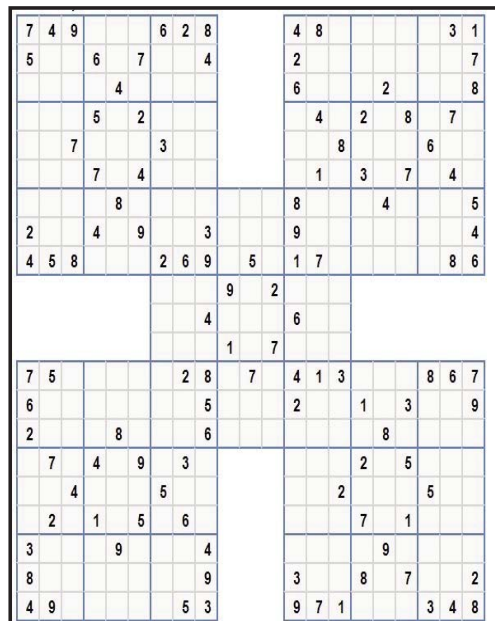 7 4 9 6 2 8 4 8 3 1
5 6 7 4 2 7
4 6 2 8
5 2 4 2 8 7
7 3 8 6
7 4 1 3 7 4
8 8 4 5
2 4 9 3 9 4
4 5 8 2 6 9 5 1 7 8 6
9 2
4 6
1 7
7 5 2 8 7 4 1 3 8 6 7
6 5 2 1 3 9
2 8 6 8
7 4 9 3 2 5
4 5 2 5
2 1 5 6 7 1
3 9 4 9
8 9 3 8 7 2
4 9 5 3 9 7 1 3 4 8